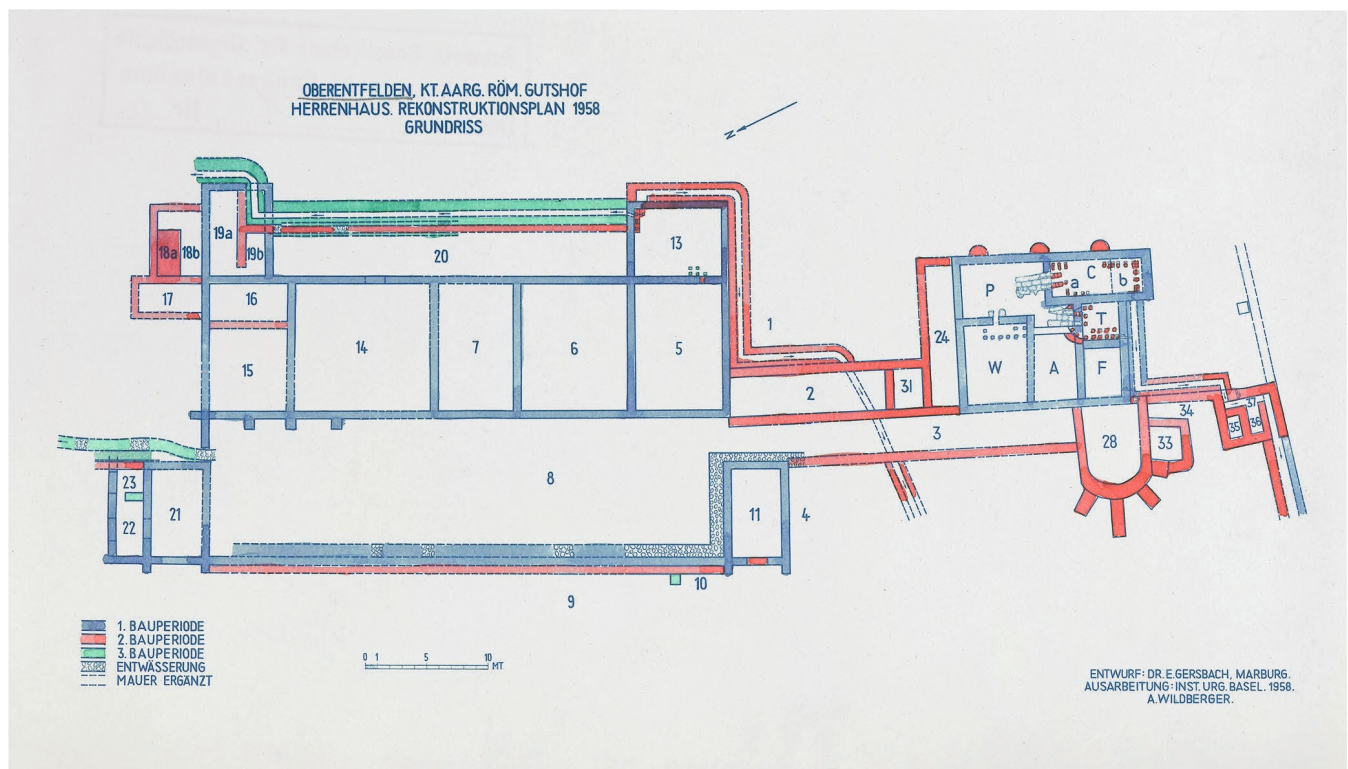 OBERENTFELDEN, KT. AARG. RÖM. GUTSHOF
HERRENHAUS. REKONSTRUKTIONSPLAN 1958
GRUNDRISS
N
19a
18a
18b
19b
20
13
17
16
14
7
6
5
15
1
2
31
24
3
P
C
a
b
T
W
A
F
28
34
33
35
36
37
23
22
21
8
11
4
10
9
1. BAUPERIODE
2. BAUPERIODE
3. BAUPERIODE
ENTWÄSSERUNG
MAUER ERGÄNZT
0 1 5 10 MT
ENTWURF: DR. E. GERSBACH, MARBURG.
AUSARBEITUNG: INST. URG. BASEL. 1958.
A. WILDBERGER.